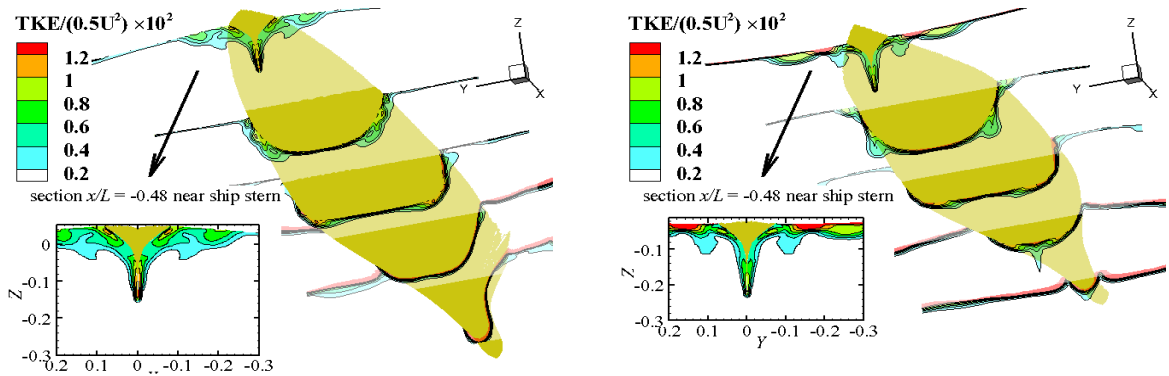 TKE/(0.5U²) ×10²
1.2
1
0.8
0.6
0.4
0.2
Z
Y
X
section x/L = -0.48 near ship stern
Z
0
-0.1
-0.2
-0.3
0.2 0.1 0 -0.1 -0.2 -0.3
TKE/(0.5U²) ×10²
1.2
1
0.8
0.6
0.4
0.2
Z
Y
X
section x/L = -0.48 near ship stern
Z
-0.1
-0.2
-0.3
0.2 0.1 0 -0.1 -0.2 -0.3
Y